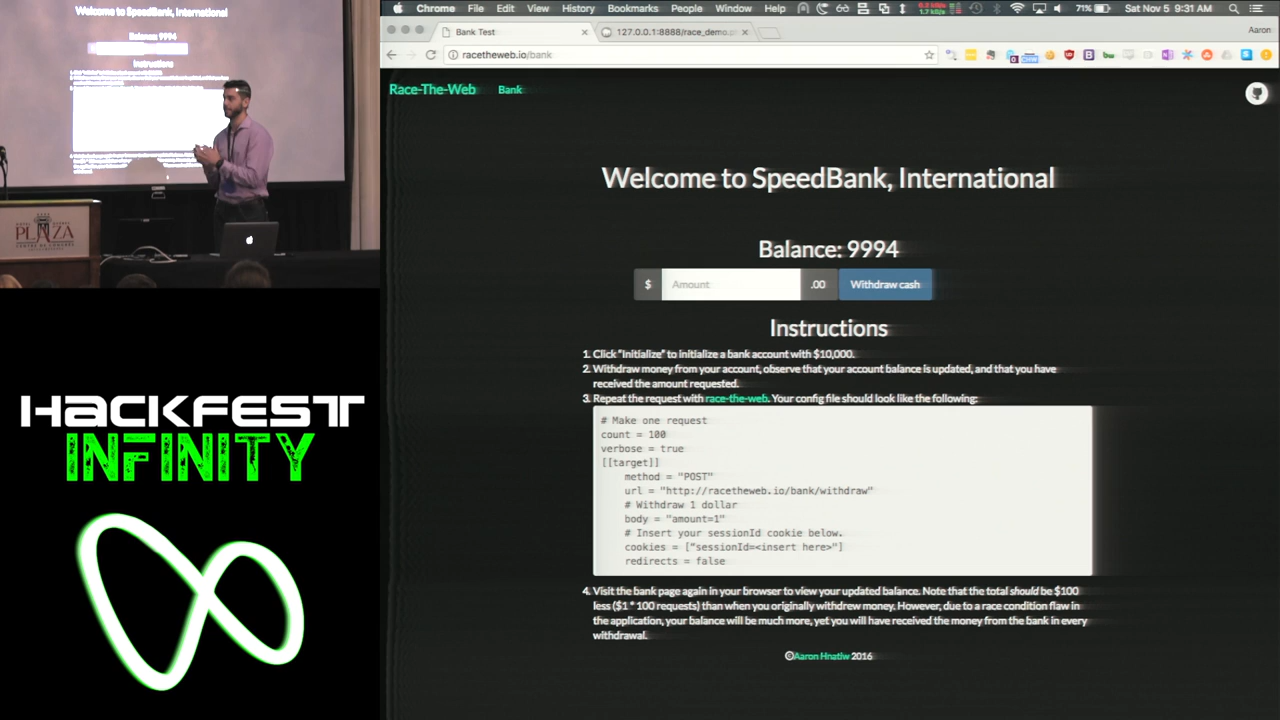 Welcome to SpeedBank, International
Balance: 9994
Instructions
PLAZA
HACKFEST
INFINITY
Chrome File Edit View History Bookmarks People Window Help
71%
Sat Nov 5 9:31 AM
Bank Test
127.0.0.1:8888/race_demo.p
Aaron
racetheweb.io/bank
Race-The-Web Bank
Welcome to SpeedBank, International
Balance: 9994
$ Amount .00 Withdraw cash
Instructions
1. Click "Initialize" to initialize a bank account with $10,000.
2. Withdraw money from your account, observe that your account balance is updated, and that you have
received the amount requested.
3. Repeat the request with race-the-web. Your config file should look like the following:
# Make one request
count = 100
verbose = true
[[target]]
method = "POST"
url = "http://racetheweb.io/bank/withdraw"
# Withdraw 1 dollar
body = "amount=1"
# Insert your sessionId cookie below.
cookies = ["sessionId=<insert here>"]
redirects = false
4. Visit the bank page again in your browser to view your updated balance. Note that the total should be $100
less ($1 * 100 requests) than when you originally withdrew money. However, due to a race condition flaw in
the application, your balance will be much more, yet you will have received the money from the bank in every
withdrawal.
©Aaron Hnatiw 2016